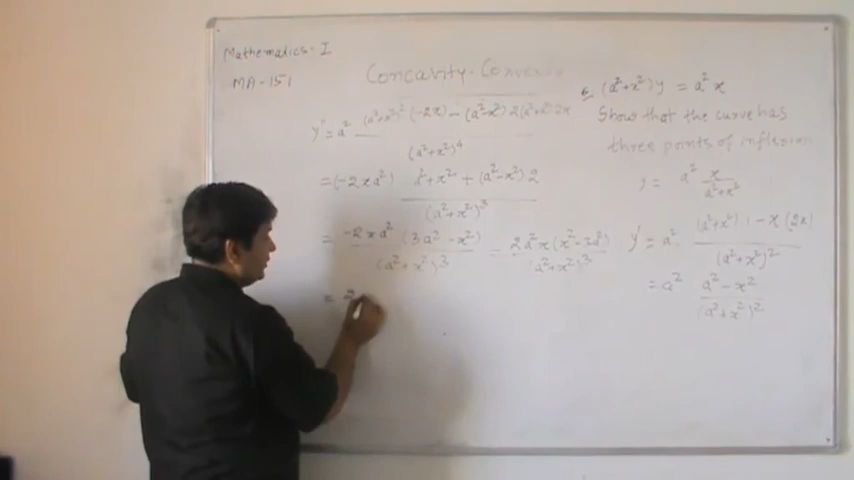 Mathematics-I
MA-151
Concavity-Convexity
y" = a² (a²+x²)² (-2x) - (a²-x²) 2(a²+x²) 2x
(a²+x²)⁴
= (-2xa²) a²+x² + (a²-x²) 2
(a²+x²)³
= -2xa² (3a²-x²) = 2a²x(x²-3a²)
(a²+x²)³ (a²+x²)³
= 2
6. (a²+x²)y = a²x
Show that the curve has
three points of inflexion
y = a² x
a²+x²
y' = a² (a²+x²).1 - x(2x)
(a²+x²)²
= a² a²-x²
(a²+x²)²